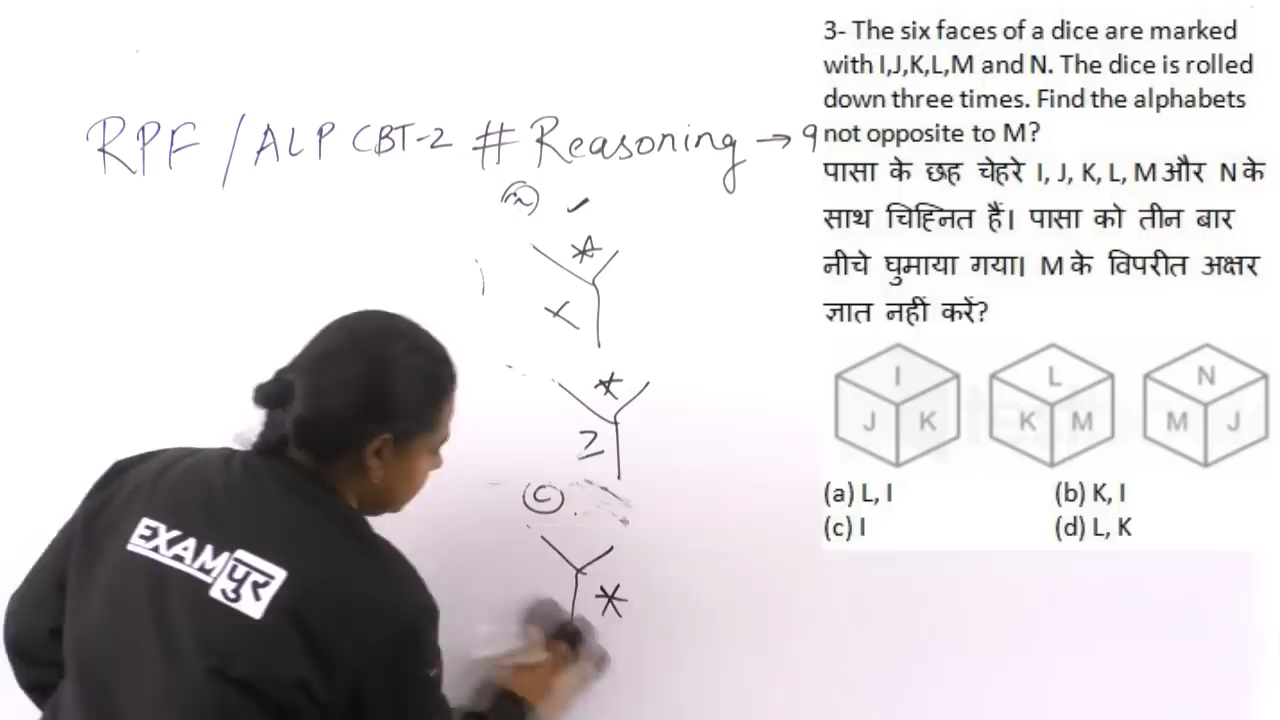 RPF / ALP CBT-2 # Reasoning → 9
2
C
EXAMपुर
3- The six faces of a dice are marked
with I,J,K,L,M and N. The dice is rolled
down three times. Find the alphabets
not opposite to M?
पासा के छह चेहरे I, J, K, L, M और N के
साथ चिह्नित हैं। पासा को तीन बार
नीचे घुमाया गया। M के विपरीत अक्षर
ज्ञात नहीं करें?
I L N
J K K M M J
(a) L, I (b) K, I
(c) I (d) L, K